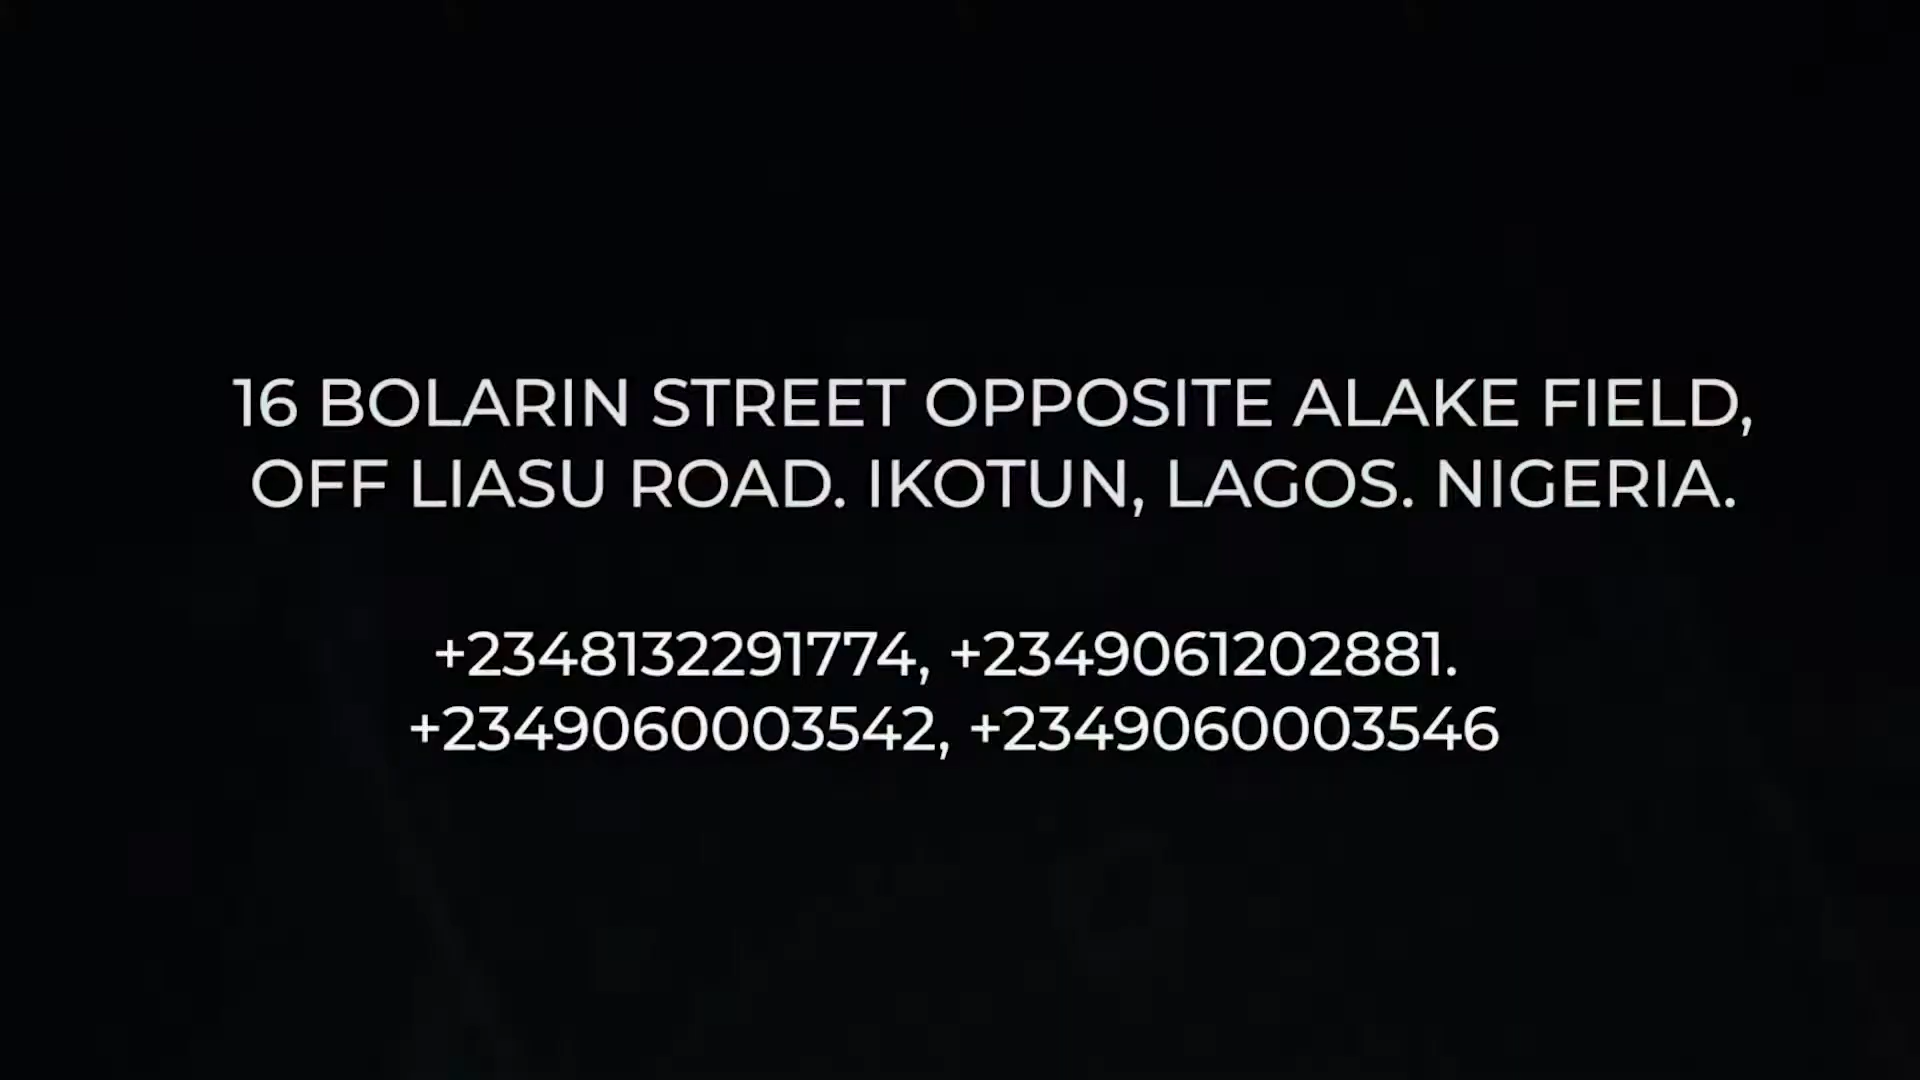 16 BOLARIN STREET OPPOSITE ALAKE FIELD,
OFF LIASU ROAD. IKOTUN, LAGOS. NIGERIA.
+2348132291774, +2349061202881.
+2349060003542, +2349060003546